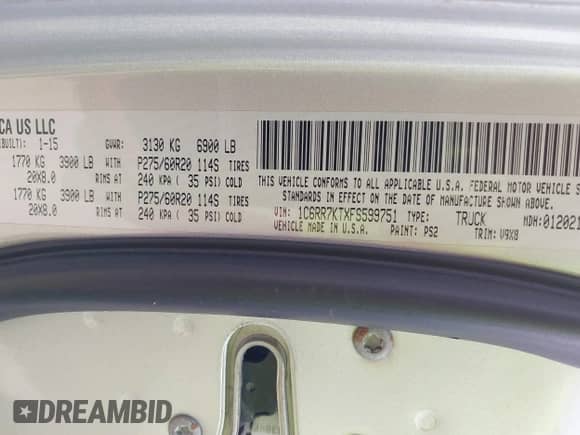 CA US LLC
(BUILT): 1-15 GVWR: 3130 KG 6900 LB
1770 KG 3900 LB WITH P275/60R20 114S TIRES
20X8.0 RIMS AT 240 KPA ( 35 PSI) COLD
1770 KG 3900 LB WITH P275/60R20 114S TIRES
20X8.0 RIMS AT 240 KPA ( 35 PSI) COLD
THIS VEHICLE CONFORMS TO ALL APPLICABLE U.S.A. FEDERAL MOTOR VEHICLE S
STANDARDS IN EFFECT ON THE DATE OF MANUFACTURE SHOWN ABOVE.
VIN: 1C6RR7KTXFS599751 TYPE: TRUCK MDH:012021
VEHICLE MADE IN U.S.A. PAINT: PS2 TRIM: V9X8
DREAMBID